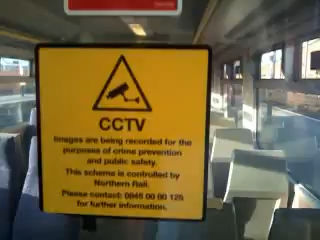 CCTV
Images are being recorded for the
purposes of crime prevention
and public safety.
This scheme is controlled by
Northern Rail.
Please contact: 0845 00 00 125
for further information.